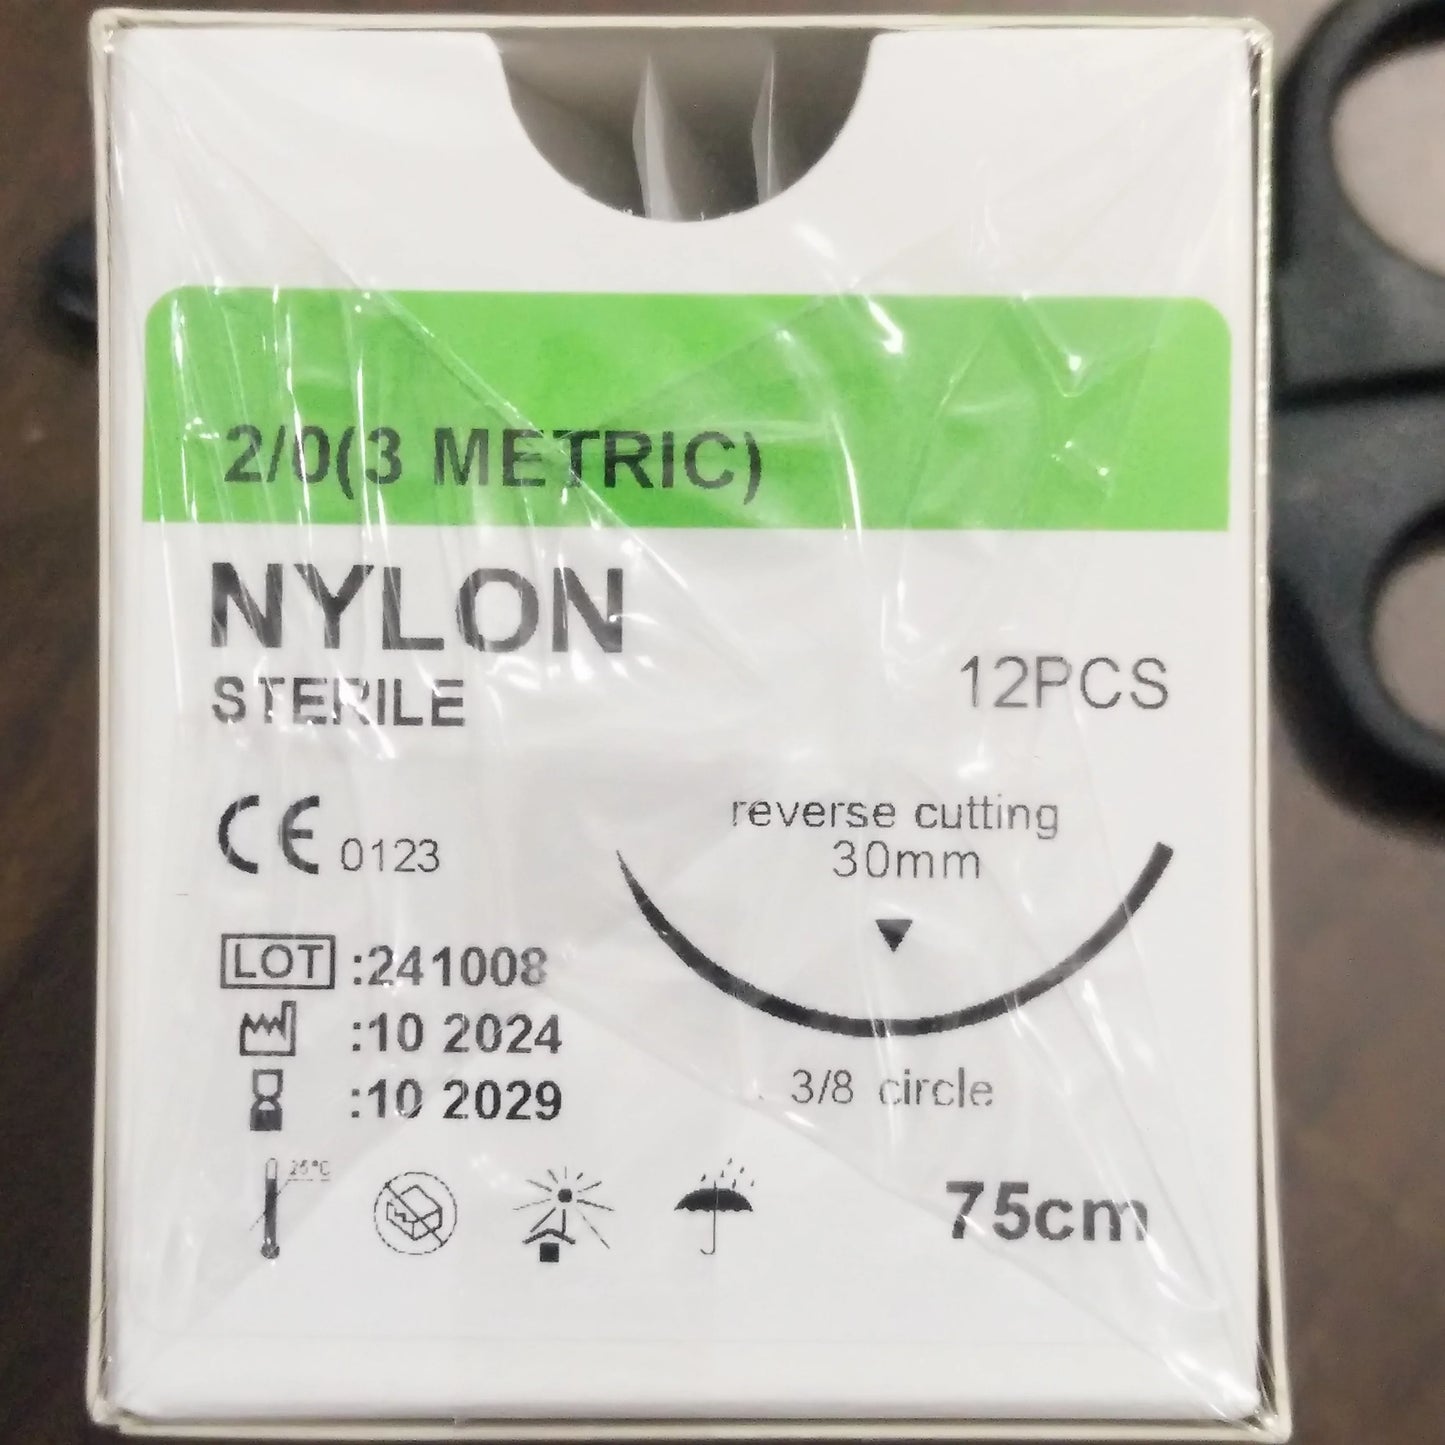 2/0(3 METRIC)
NYLON
STERILE
12PCS
CE 0123
reverse cutting
30mm
LOT :241008
:10 2024
:10 2029
3/8 circle
25°C
75cm